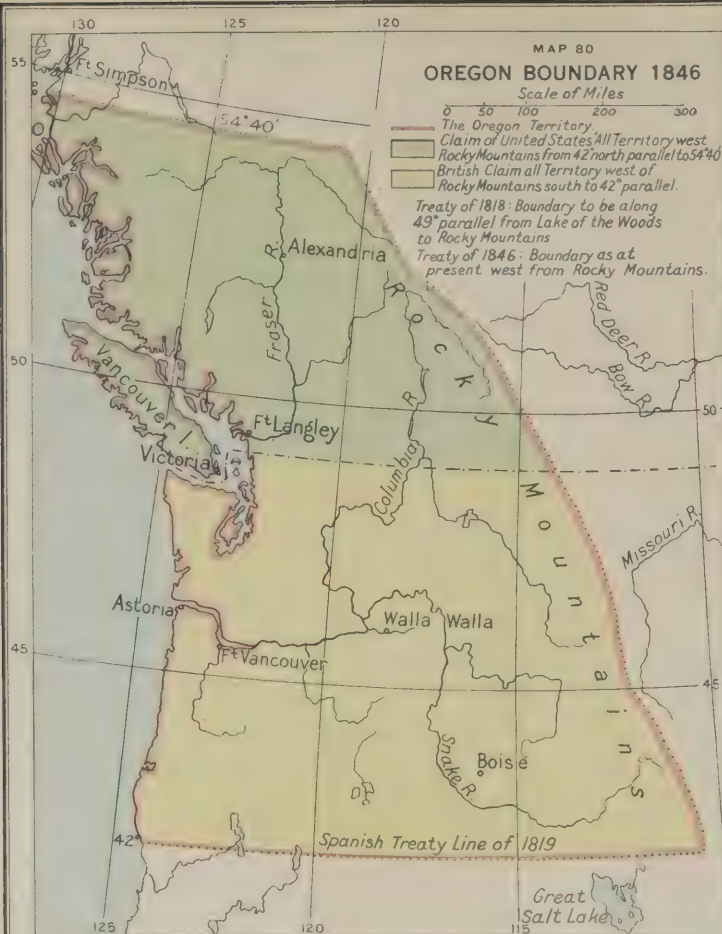 130 125 120
MAP 80
OREGON BOUNDARY 1846
Scale of Miles
0 50 100 200 300
The Oregon Territory.
Claim of United States 'All Territory west
Rocky Mountains from 42° north parallel to 54°40'
British Claim all Territory west of
Rocky Mountains south to 42° parallel.
Treaty of 1818: Boundary to be along
49° parallel from Lake of the Woods
to Rocky Mountains
Treaty of 1846: Boundary as at
present west from Rocky Mountains.
55
Ft Simpson
54°40'
Alexandria
Fraser R.
Rocky
Red Deer R.
Bow R.
50
50
Vancouver I.
Ft Langley
Victoria
Columbia R
Mountains
Missouri R.
Astoria
Walla Walla
Ft Vancouver
45
45
Snake R.
Boise
42°
Spanish Treaty Line of 1819
Great
Salt Lake
125 120 115